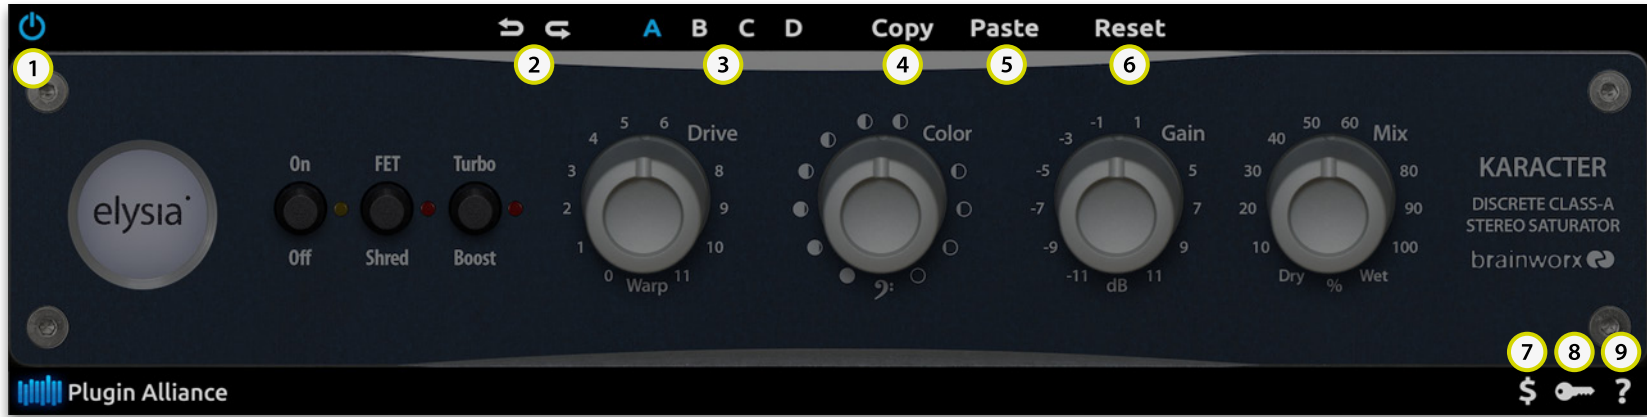 A B C D Copy Paste Reset
1 2 3 4 5 6
elysia
On FET Turbo
Off Shred Boost
0 1 2 3 4 5 6 8 9 10 11
Drive
Warp
Color
-11 -9 -7 -5 -3 -1 1 5 7 9 11
Gain
dB
Dry 10 20 30 40 50 60 80 90 100 Wet
Mix
%
KARACTER
DISCRETE CLASS-A
STEREO SATURATOR
brainworx
7 8 9
Plugin Alliance
$ ?